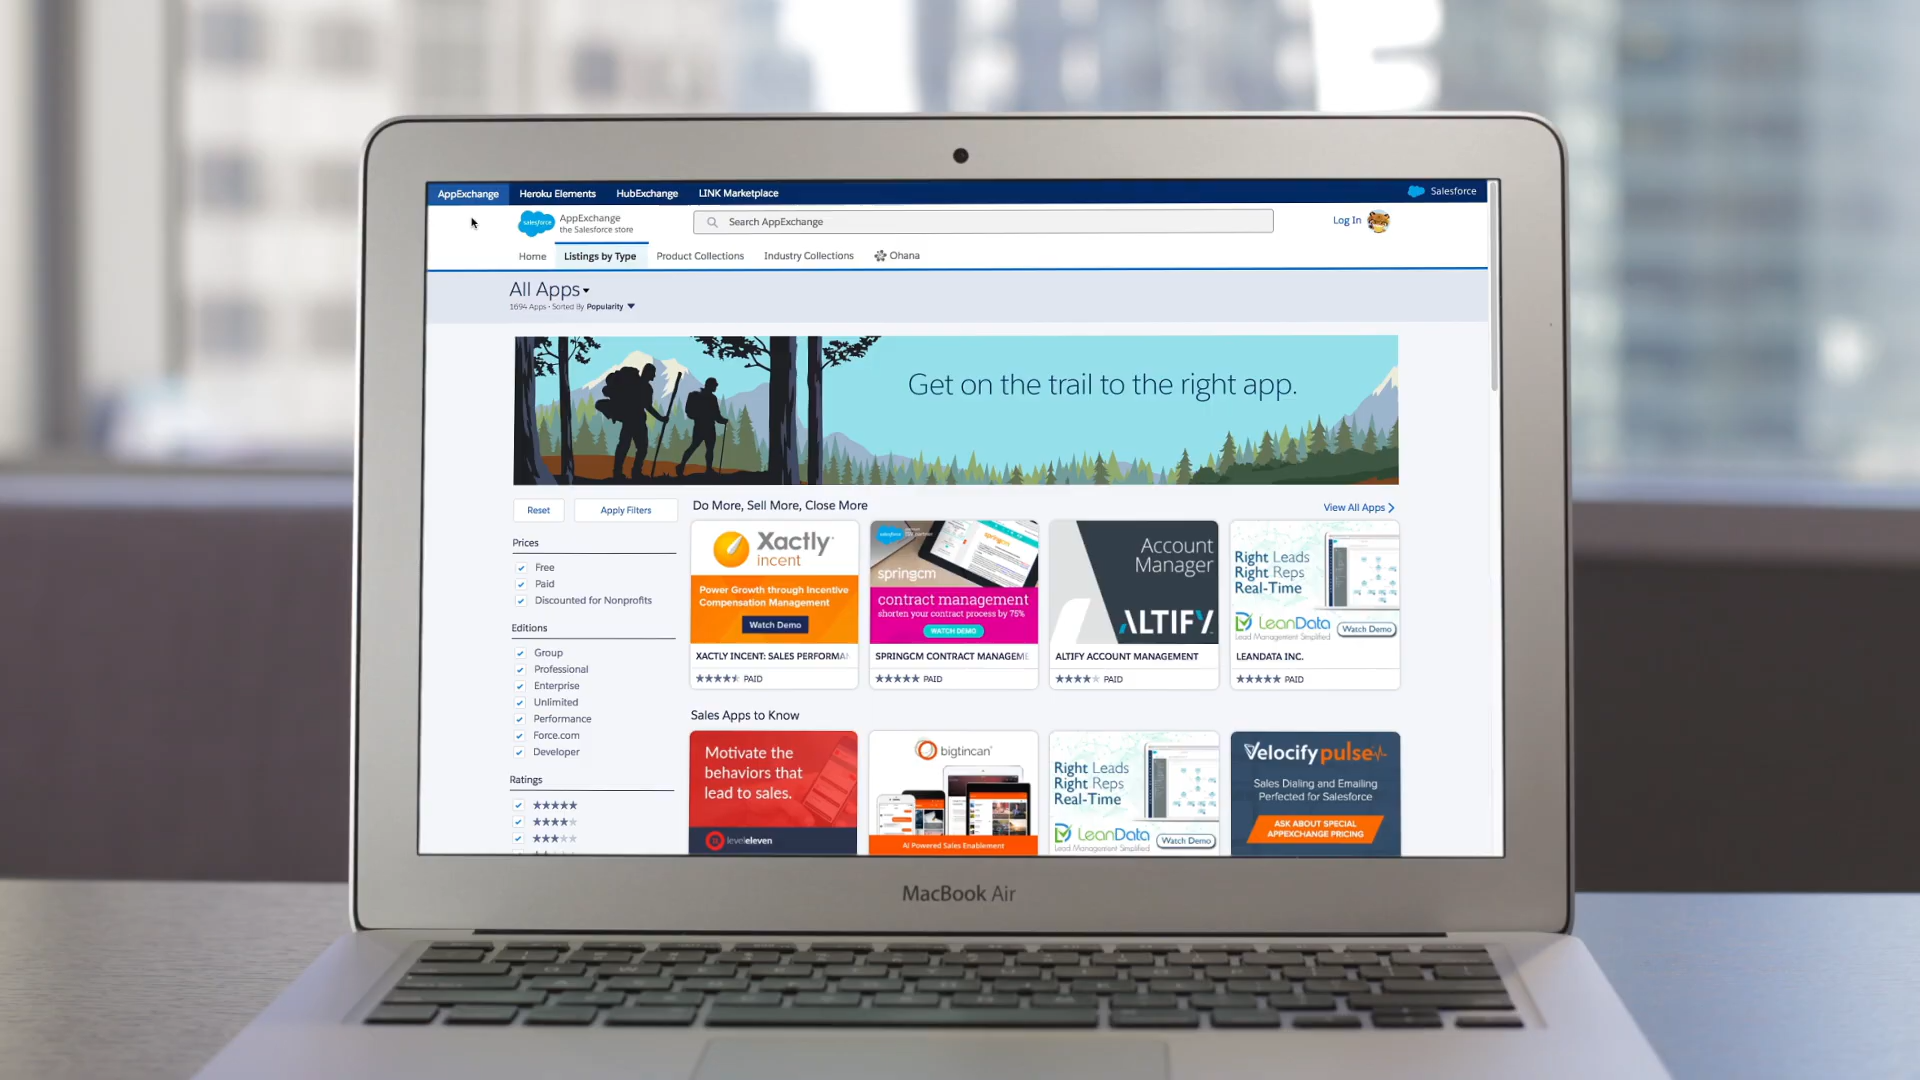 AppExchange Heroku Elements HubExchange LINK Marketplace Salesforce
salesforce AppExchange
the Salesforce store
Search AppExchange
Log In
Home Listings by Type Product Collections Industry Collections Ohana
All Apps
1694 Apps · Sorted By Popularity
Get on the trail to the right app.
Reset Apply Filters
Do More, Sell More, Close More
View All Apps
Prices
Free
Paid
Discounted for Nonprofits
Editions
Group
Professional
Enterprise
Unlimited
Performance
Force.com
Developer
Ratings
Xactly
incent
Power Growth through Incentive
Compensation Management
Watch Demo
XACTLY INCENT: SALES PERFORMAN
PAID
springcm
contract management
shorten your contract process by 75%
WATCH DEMO
SPRINGCM CONTRACT MANAGEME
PAID
Account
Manager
ALTIFY
ALTIFY ACCOUNT MANAGEMENT
PAID
Right Leads
Right Reps
Real-Time
LeanData
Lead Management Simplified
Watch Demo
LEANDATA INC.
PAID
Sales Apps to Know
Motivate the
behaviors that
lead to sales.
leveleleven
bigtincan
AI Powered Sales Enablement
Right Leads
Right Reps
Real-Time
LeanData
Lead Management Simplified
Watch Demo
Velocify pulse
Sales Dialing and Emailing
Perfected for Salesforce
ASK ABOUT SPECIAL
APPEXCHANGE PRICING
MacBook Air